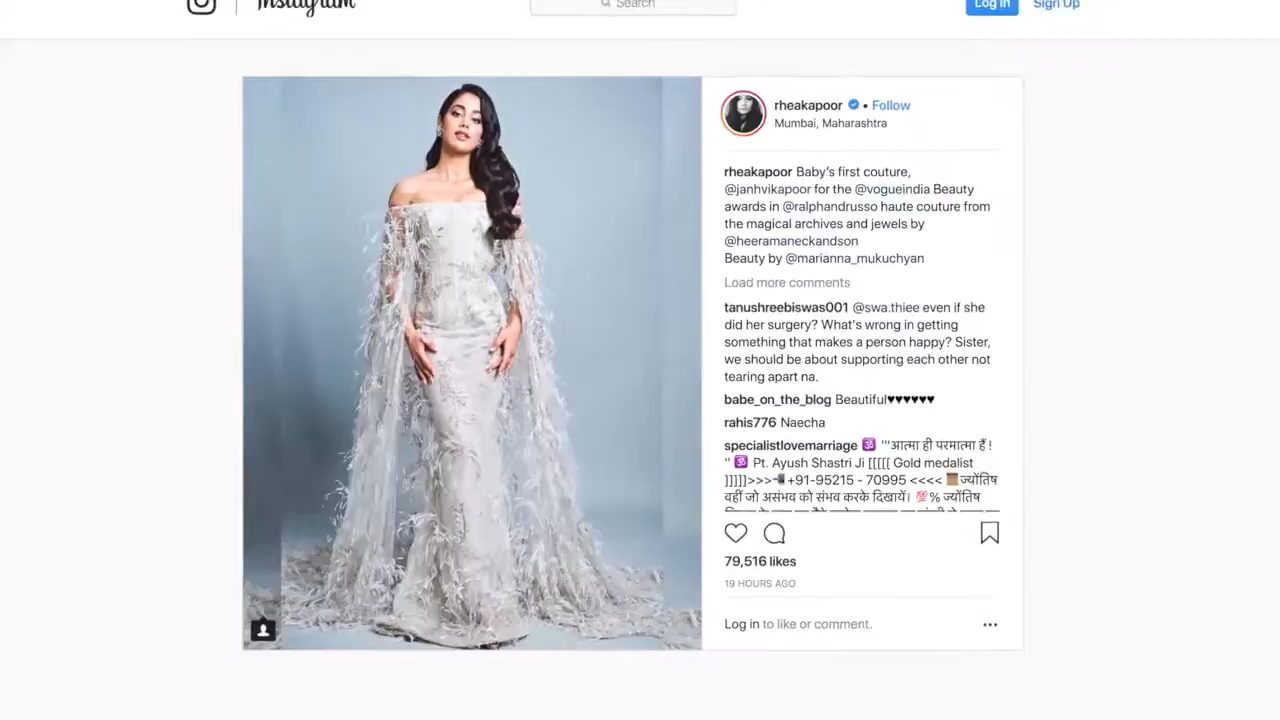 Instagram
Search
Log In
Sign Up
rheakapoor • Follow
Mumbai, Maharashtra
rheakapoor Baby's first couture,
@janhvikapoor for the @vogueindia Beauty
awards in @ralphandrusso haute couture from
the magical archives and jewels by
@heeramaneckandson
Beauty by @marianna_mukuchyan
Load more comments
tanushreebiswas001 @swa.thiee even if she
did her surgery? What's wrong in getting
something that makes a person happy? Sister,
we should be about supporting each other not
tearing apart na.
babe_on_the_blog Beautiful♥♥♥♥♥♥
rahis776 Naecha
specialistlovemarriage 🕉 '"आत्मा ही परमात्मा हैं !
" 🕉 Pt. Ayush Shastri Ji [[[[[ Gold medalist
]]]]]>>>📲+91-95215 - 70995 <<<< 📜ज्योंतिष
वहीं जो असंभव को संभव करके दिखायें। 💯% ज्योंतिष
79,516 likes
19 HOURS AGO
Log in to like or comment.